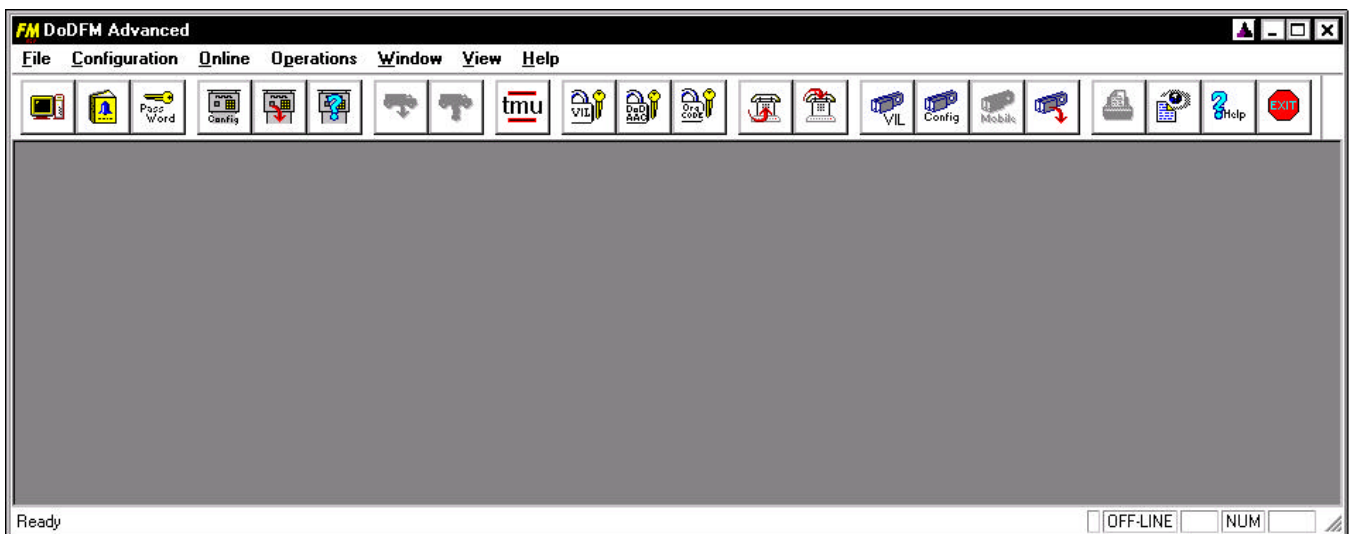 FM DoDFM Advanced
File Configuration Online Operations Window View Help
Pass Word Config tmu VIL DoD AAC Org CODE VIL Config Mobile ? Help EXIT
Ready OFF-LINE NUM